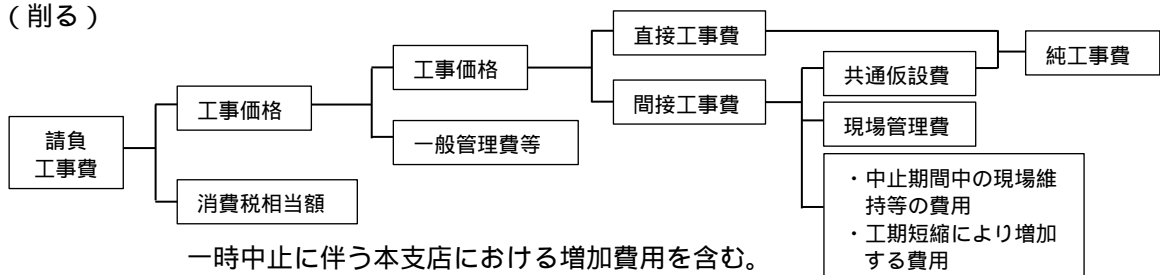 （削る）
直接工事費
純工事費
工事価格
共通仮設費
工事価格
間接工事費
現場管理費
請負
工事費
一般管理費等
・中止期間中の現場維
持等の費用
・工期短縮により増加
する費用
消費税相当額
一時中止に伴う本支店における増加費用を含む。